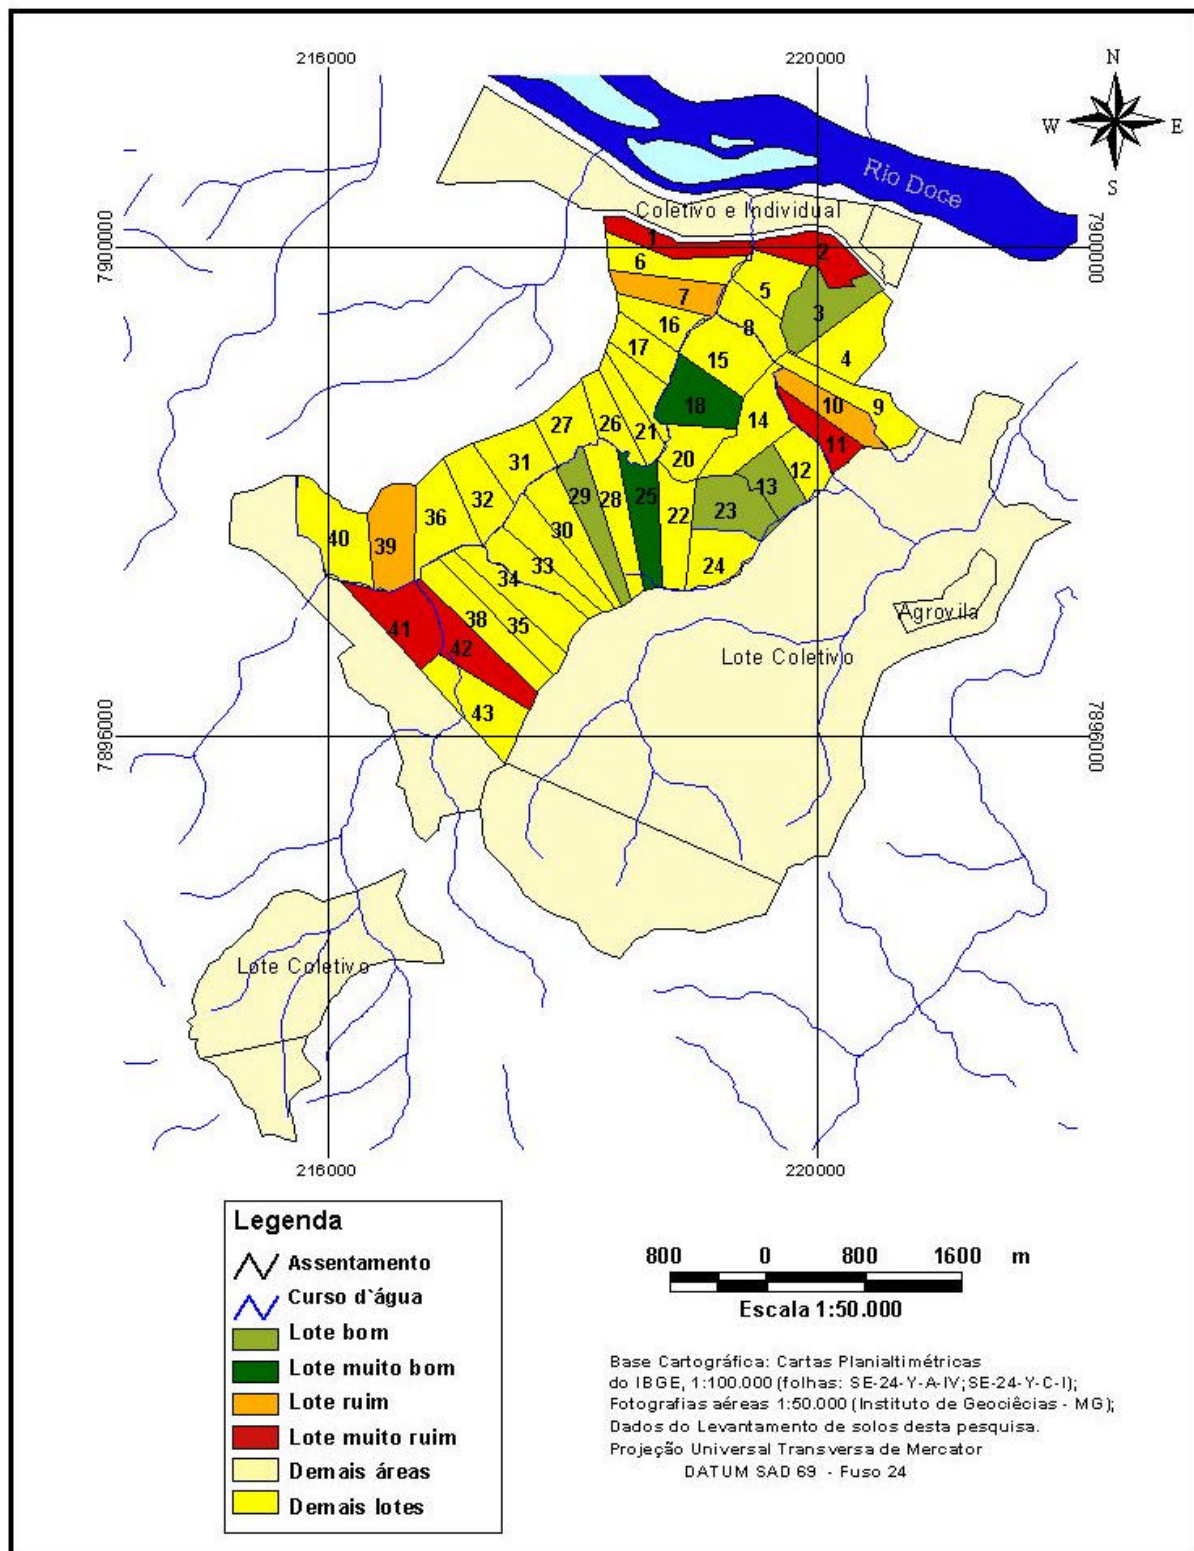 216000
220000
N
W
E
S
Rio Doce
Coletivo e Individual
7900000
7900000
1
2
6
5
7
3
8
16
4
17
15
18
9
10
14
11
27
26
21
20
12
31
13
32
29
28
25
22
23
36
30
40
39
24
33
34
38
35
41
42
43
Agrovila
Lote Coletivo
7896000
7896000
Lote Coletivo
216000
220000
Legenda
Assentamento
Curso d`água
Lote bom
Lote muito bom
Lote ruim
Lote muito ruim
Demais áreas
Demais lotes
800 0 800 1600 m
Escala 1:50.000
Base Cartográfica: Cartas Planialtimétricas
do IBGE, 1:100.000 (folhas: SE-24-Y-A-IV;SE-24-Y-C-I);
Fotografias aéreas 1:50.000 (Instituto de Geociêcias - MG);
Dados do Levantamento de solos desta pesquisa.
Projeção Universal Transversa de Mercator
DATUM SAD 69 - Fuso 24